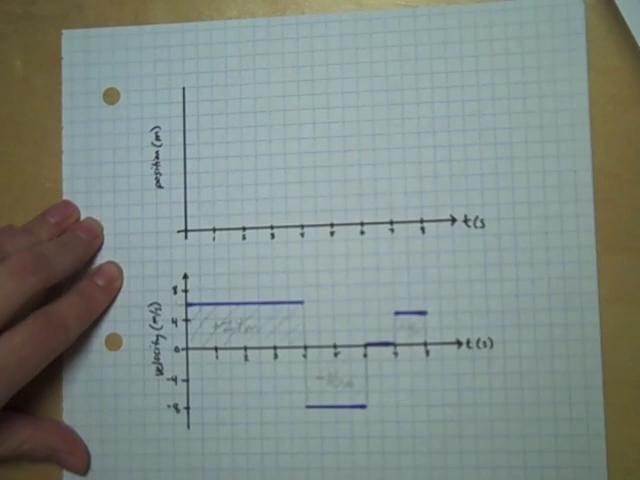 position (m)
1 2 3 4 5 6 7 8
t(s
velocity (m/s)
8
4
0
-4
-8
1 2 3 4 5 6 7 8
t(s)